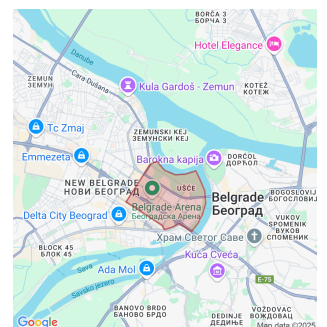 BORČA 3
БОРЧА 3
Hotel Elegance
Danube
ZEMUN
ЗЕМУН
Cara Dušana
Kula Gardoš - Zemun
KOTEŽ
КОТЕЖ
Tc Zmaj
ZEMUNSKI KEJ
ЗЕМУНСКИ КЕЈ
Emmezeta
Barokna kapija
DORĆOL
ДОРЋОЛ
NEW BELGRADE
НОВИ БЕОГРАД
UŠĆE
BOGOSLOVIJ
БОГОСЛОВИЈ
Belgrade
Београд
Belgrade Arena
Београдска Арена
Delta City Beograd
VUKOV
SPOMENIK
ВУКОВ
СПОМЕНИК
Храм Светог Саве
BLOCK 45
БЛОК 45
Kuća Cveća
Sava
Ada Mol
Savsko jezero
E-75
BANOVO BRDO
БАНОВО БРДО
DEDINJE
ДЕДИЊЕ
VOZDOVAC
ВОЖДОВАЦ
Google
Map data ©2025